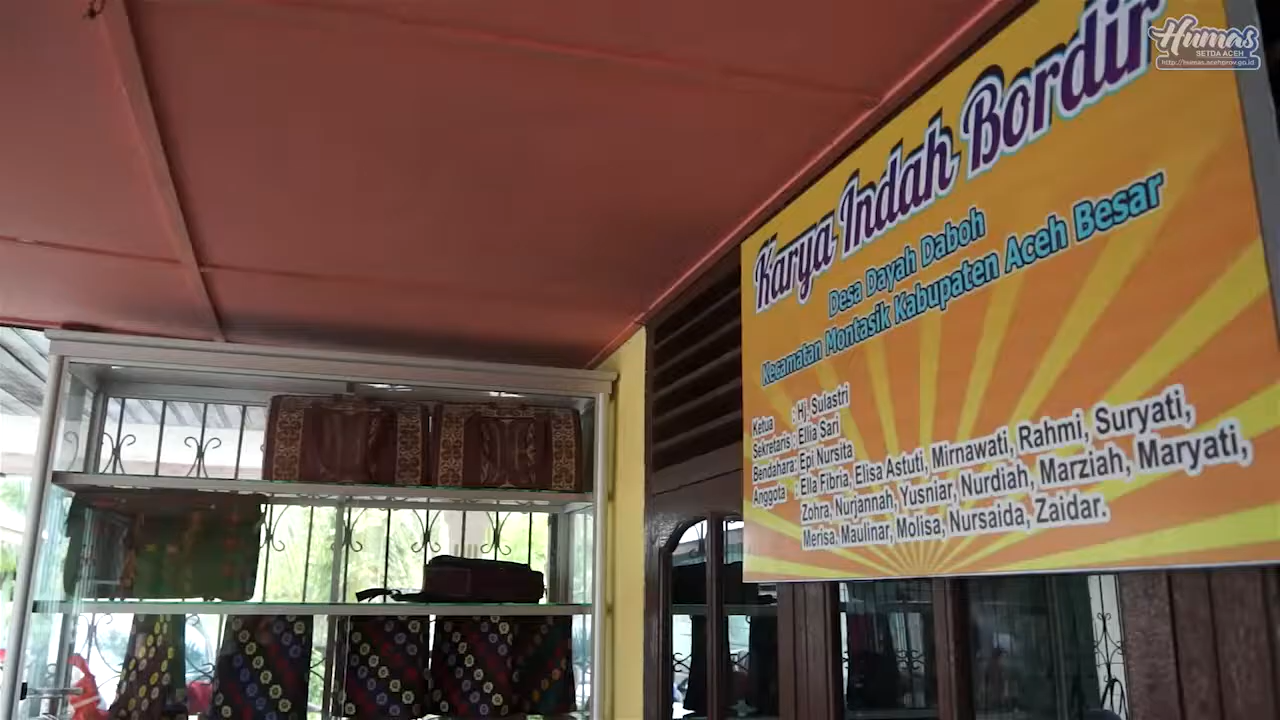 Humas
SETDA ACEH
http://humas.acehprov.go.id
Karya Indah Bordir
Desa Dayah Daboh
Kecamatan Montasik Kabupaten Aceh Besar
Ketua : Hj. Sulastri
Sekretaris : Ellia Sari
Bendahara: Epi Nursita
Anggota : Ella Fibria, Elisa Astuti, Mirnawati, Rahmi, Suryati,
Zohra, Nurjannah, Yusniar, Nurdiah, Marziah, Maryati,
Merisa, Maulinar, Molisa, Nursaida, Zaidar.